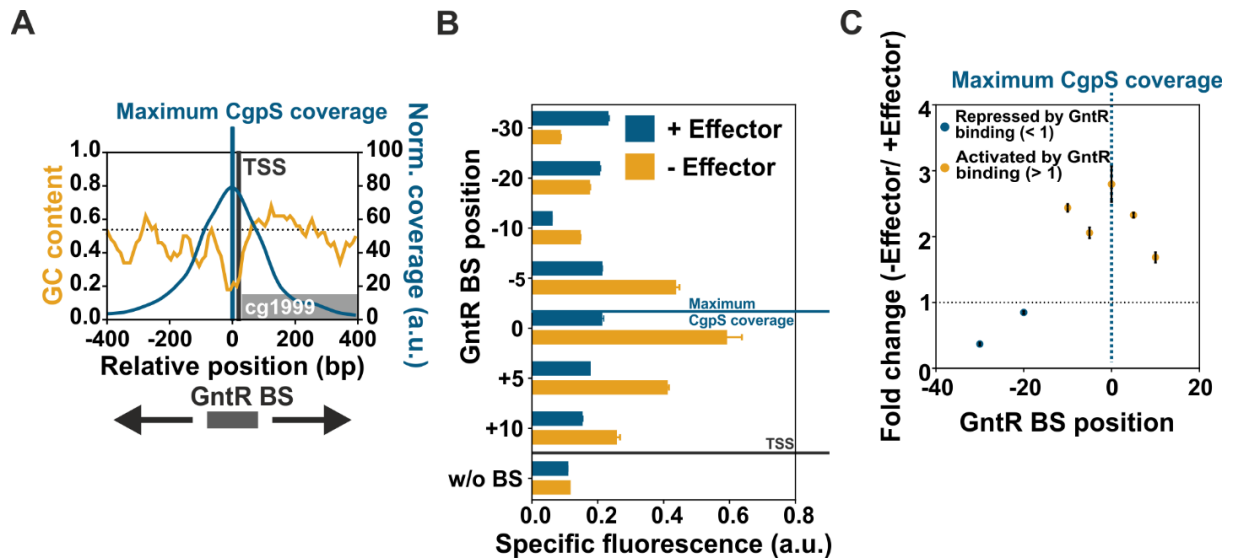 A
Maximum CgpS coverage
GC content
1.0
0.8
0.6
0.4
0.2
0.0
TSS
cg1999
100
80
60
40
20
0
Norm. coverage (a.u.)
-400
-200
0
200
400
Relative position (bp)
GntR BS
B
GntR BS position
-30
-20
-10
-5
0
+5
+10
w/o BS
+ Effector
- Effector
Maximum
CgpS coverage
TSS
0.0
0.2
0.4
0.6
0.8
Specific fluorescence (a.u.)
C
Maximum CgpS coverage
Fold change (-Effector/ +Effector)
4
3
2
1
0
Repressed by GntR
binding (< 1)
Activated by GntR
binding (> 1)
-40
-20
0
20
GntR BS position